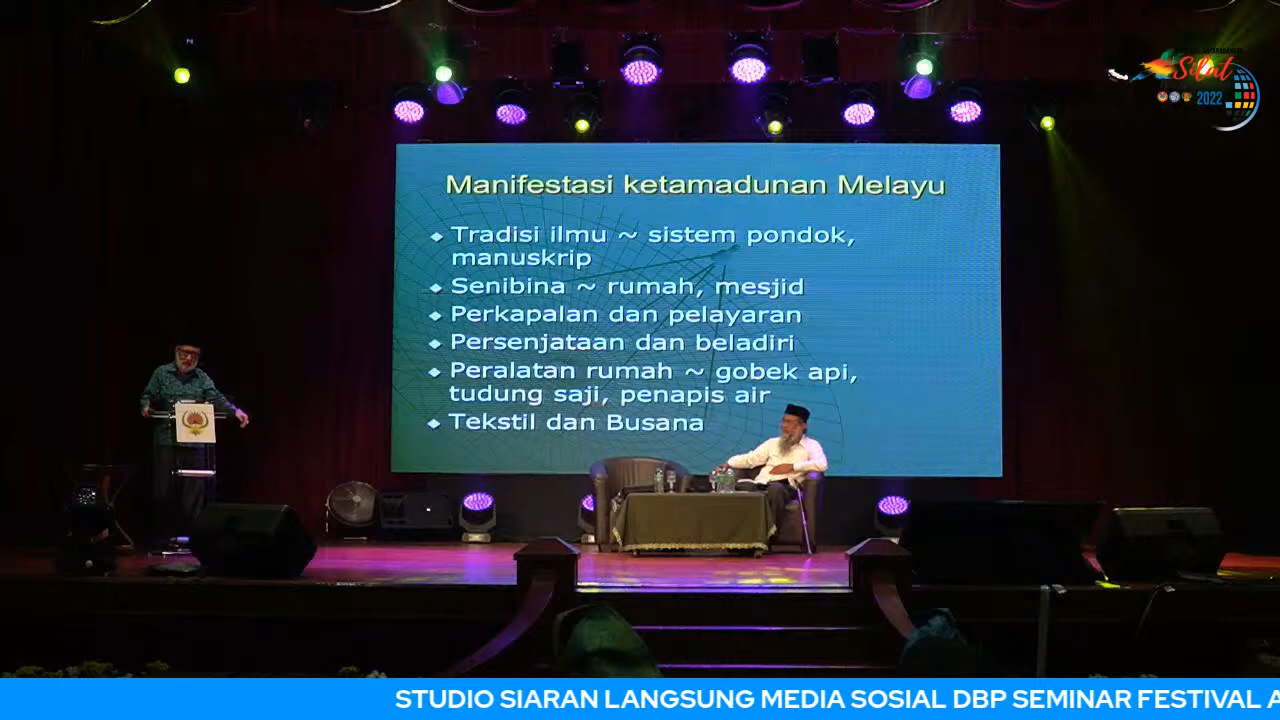 Silat
2022
Manifestasi ketamadunan Melayu
Tradisi ilmu ~ sistem pondok,
manuskrip
Senibina ~ rumah, mesjid
Perkapalan dan pelayaran
Persenjataan dan beladiri
Peralatan rumah ~ gobek api,
tudung saji, penapis air
Tekstil dan Busana
STUDIO SIARAN LANGSUNG MEDIA SOSIAL DBP SEMINAR FESTIVAL A